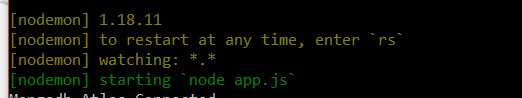 [nodemon] 1.18.11
[nodemon] to restart at any time, enter `rs`
[nodemon] watching: *.*
[nodemon] starting `node app.js`
Mongodb Atlas Connected